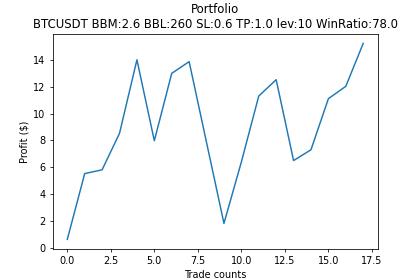 Portfolio
BTCUSDT BBM:2.6 BBL:260 SL:0.6 TP:1.0 lev:10 WinRatio:78.0
14
12
10
8
6
4
2
0
Profit ($)
0.0 2.5 5.0 7.5 10.0 12.5 15.0 17.5
Trade counts